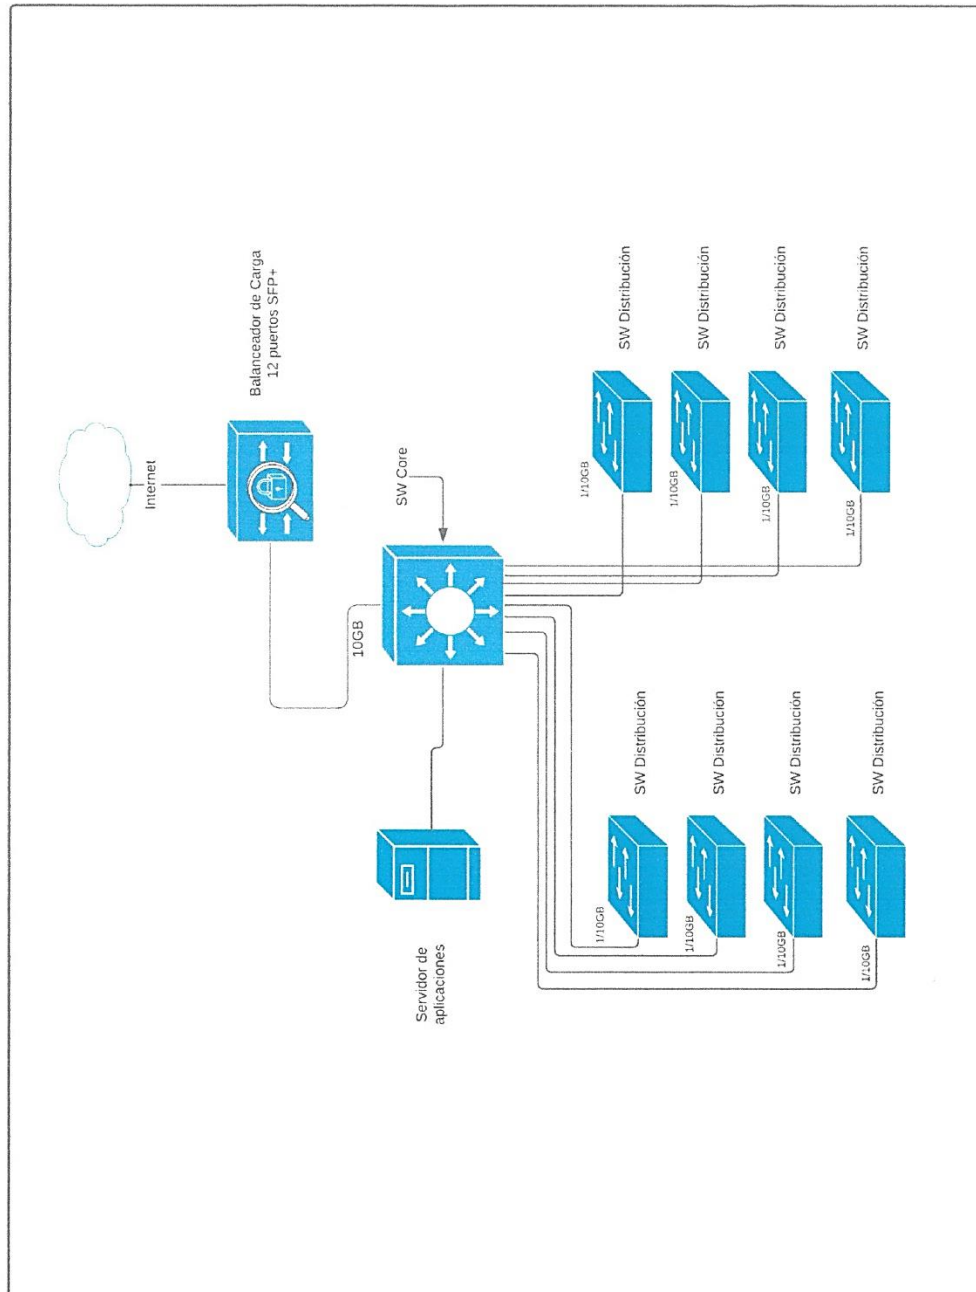 Internet
Balanceador de Carga
12 puertos SFP+
10GB
SW Core
Servidor de
aplicaciones
1/10GB
SW Distribución
1/10GB
SW Distribución
1/10GB
SW Distribución
1/10GB
SW Distribución
1/10GB
SW Distribución
1/10GB
SW Distribución
1/10GB
SW Distribución
1/10GB
SW Distribución